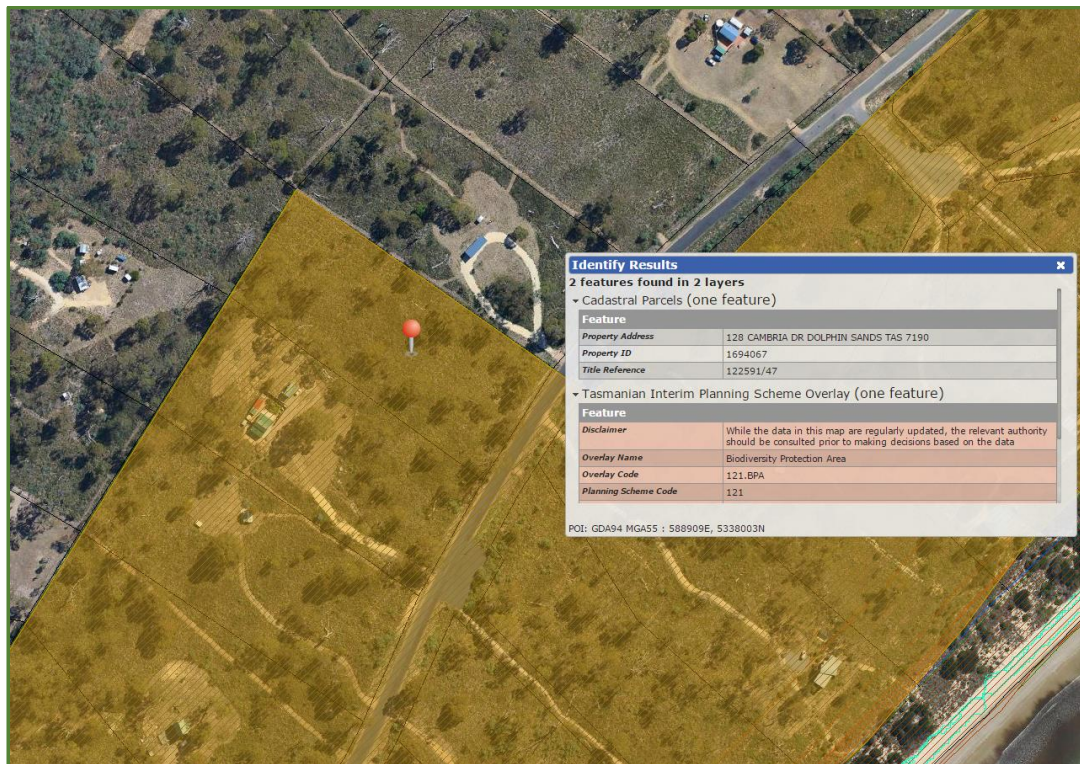 Identify Results
2 features found in 2 layers
Cadastral Parcels (one feature)
Feature
Property Address 128 CAMBRIA DR DOLPHIN SANDS TAS 7190
Property ID 1694067
Title Reference 122591/47
Tasmanian Interim Planning Scheme Overlay (one feature)
Feature
Disclaimer While the data in this map are regularly updated, the relevant authority
should be consulted prior to making decisions based on the data
Overlay Name Biodiversity Protection Area
Overlay Code 121.BPA
Planning Scheme Code 121
POI: GDA94 MGA55 : 588909E, 5338003N